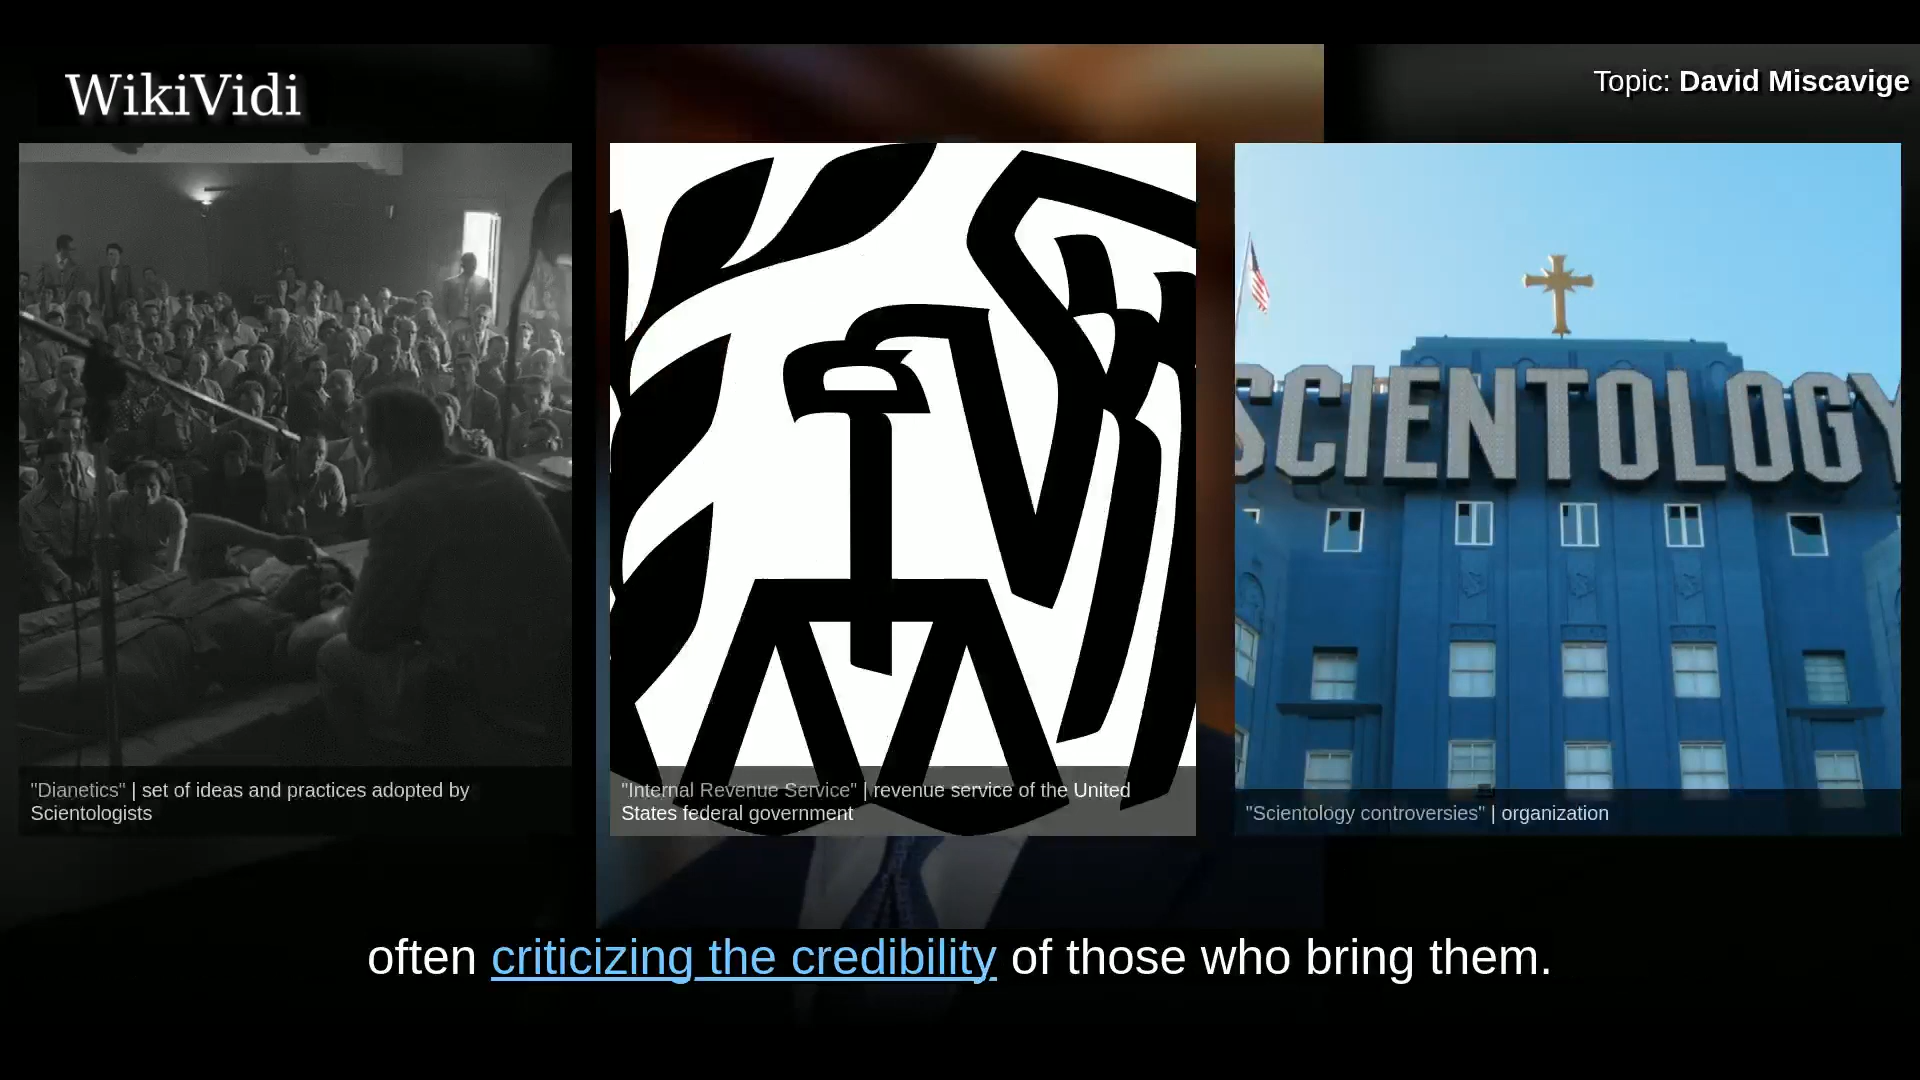 WikiVidi
Topic: David Miscavige
SCIENTOLOGY
"Dianetics" | set of ideas and practices adopted by
Scientologists
"Internal Revenue Service" | revenue service of the United
States federal government
"Scientology controversies" | organization
often criticizing the credibility of those who bring them.